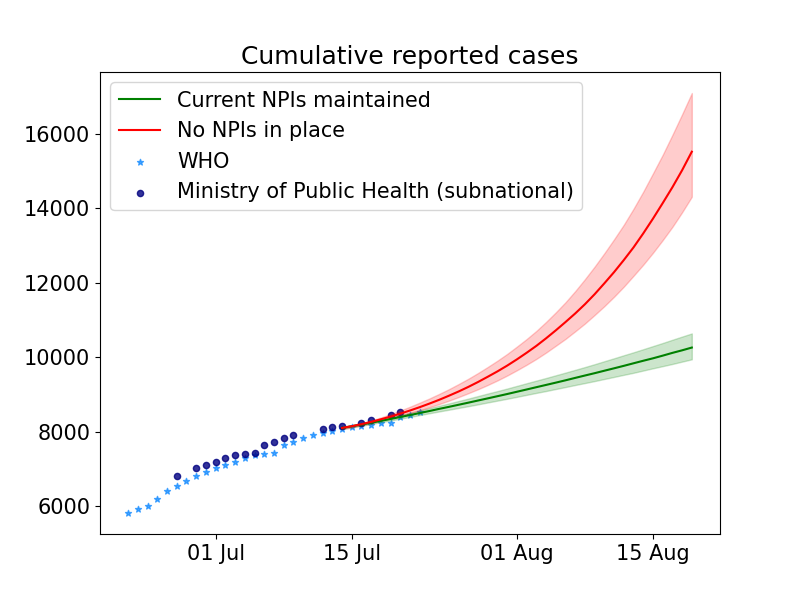 Cumulative reported cases
Current NPIs maintained
No NPIs in place
WHO
Ministry of Public Health (subnational)
16000
14000
12000
10000
8000
6000
01 Jul
15 Jul
01 Aug
15 Aug